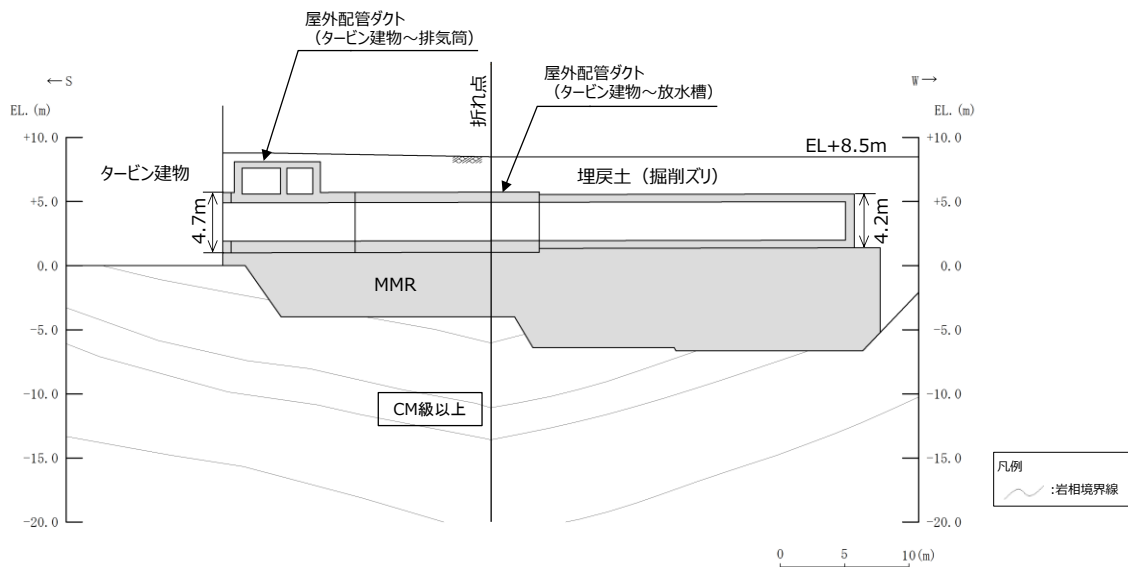 屋外配管ダクト
（タービン建物～排気筒）
←S
折れ点
屋外配管ダクト
（タービン建物～放水槽）
W→
EL.(m)
EL.(m)
+10.0
+10.0
EL+8.5m
タービン建物
埋戻土（掘削ズリ）
+5.0
4.7m
4.2m
+5.0
0.0
0.0
MMR
-5.0
-5.0
-10.0
CM級以上
-10.0
-15.0
-15.0
凡例
:岩相境界線
-20.0
-20.0
0 5 10(m)